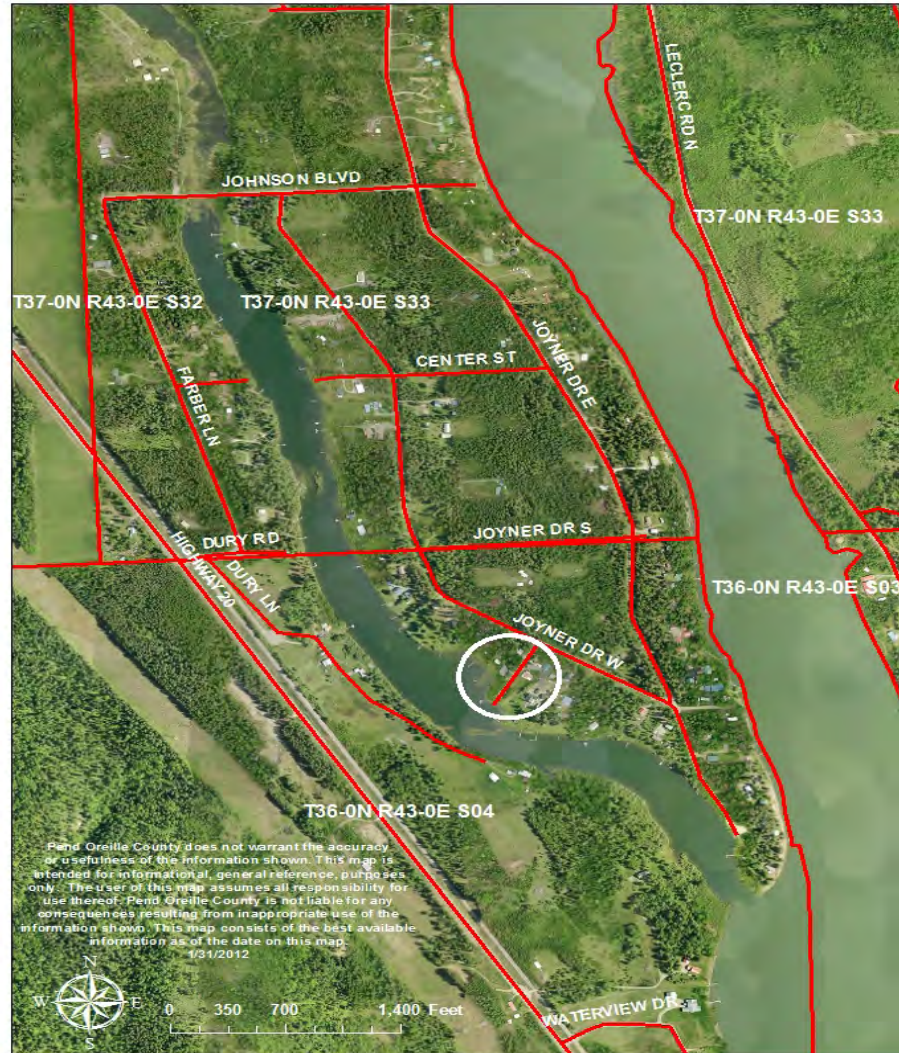 LECLERC RD N
JOHNSON BLVD
T37-0N R43-0E S33
T37-0N R43-0E S32
T37-0N R43-0E S33
JOYNER DR E
CENTER ST
FARBER LN
JOYNER DR S
DURY RD
HIGHWAY 20
DURY LN
T36-0N R43-0E S03
JOYNER DR W
T36-0N R43-0E S04
Pend Oreille County does not warrant the accuracy
or usefulness of the information shown. This map is
intended for informational, general reference, purposes
only. The user of this map assumes all responsibility for
use thereof. Pend Oreille County is not liable for any
consequences resulting from inappropriate use of the
information shown. This map consists of the best available
information as of the date on this map.
1/31/2012
N
W E
S
0 350 700 1,400 Feet
WATERVIEW DR